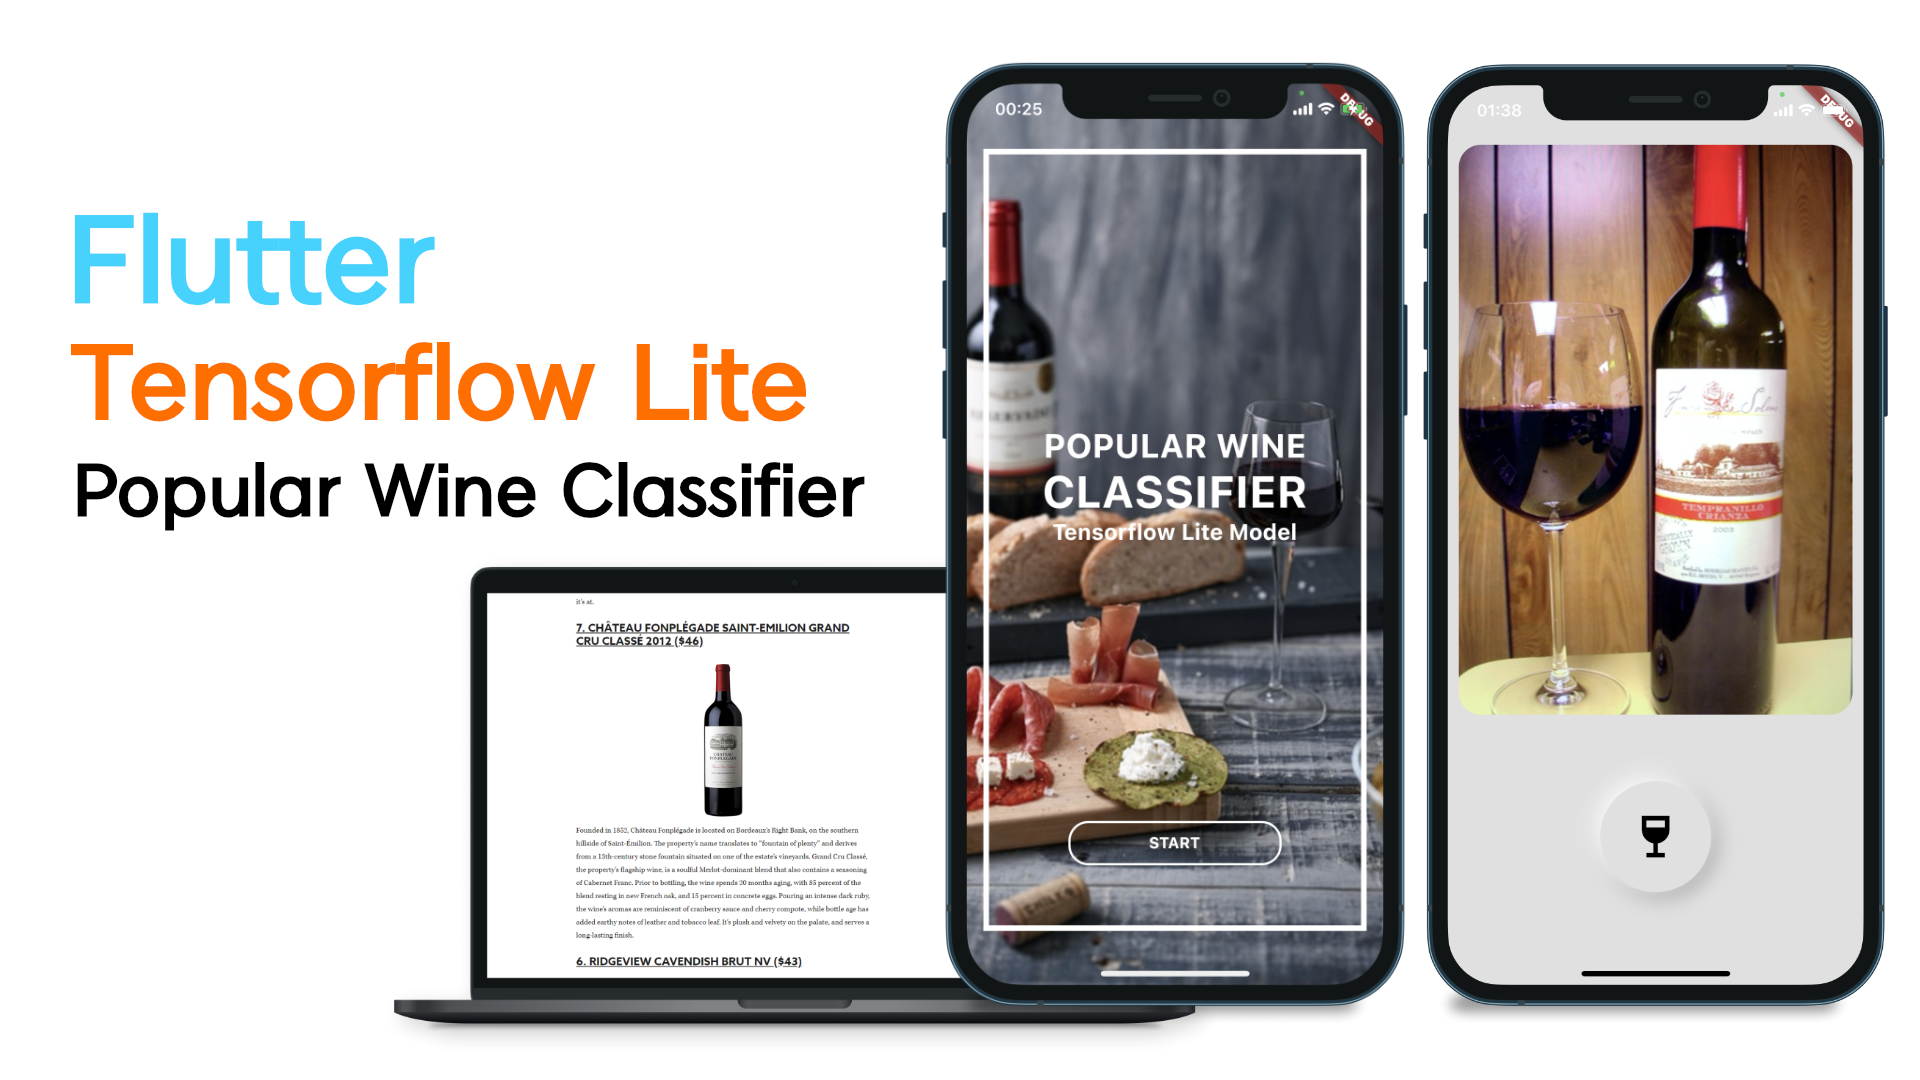 Flutter
Tensorflow Lite
Popular Wine Classifier
it's at.
7. CHÂTEAU FONPLÉGADE SAINT-EMILION GRAND
CRU CLASSÉ 2012 ($46)
CHATEAU
FONPLEGADE
Founded in 1852, Château Fonplégade is located on Bordeaux's Right Bank, on the southern
hillside of Saint-Émilion. The property's name translates to "fountain of plenty" and derives
from a 13th-century stone fountain situated on one of the estate's vineyards. Grand Cru Classé,
the property's flagship wine, is a soulful Merlot-dominant blend that also contains a seasoning
of Cabernet Franc. Prior to bottling, the wine spends 20 months aging, with 85 percent of the
blend resting in new French oak, and 15 percent in concrete eggs. Pouring an intense dark ruby,
the wine's aromas are reminiscent of cranberry sauce and cherry compote, while bottle age has
added earthy notes of leather and tobacco leaf. It's plush and velvety on the palate, and serves a
long-lasting finish.
6. RIDGEVIEW CAVENDISH BRUT NV ($43)
00:25
DEBUG
POPULAR WINE
CLASSIFIER
Tensorflow Lite Model
START
01:38
TEMPRANILLO
CRIANZA
2003